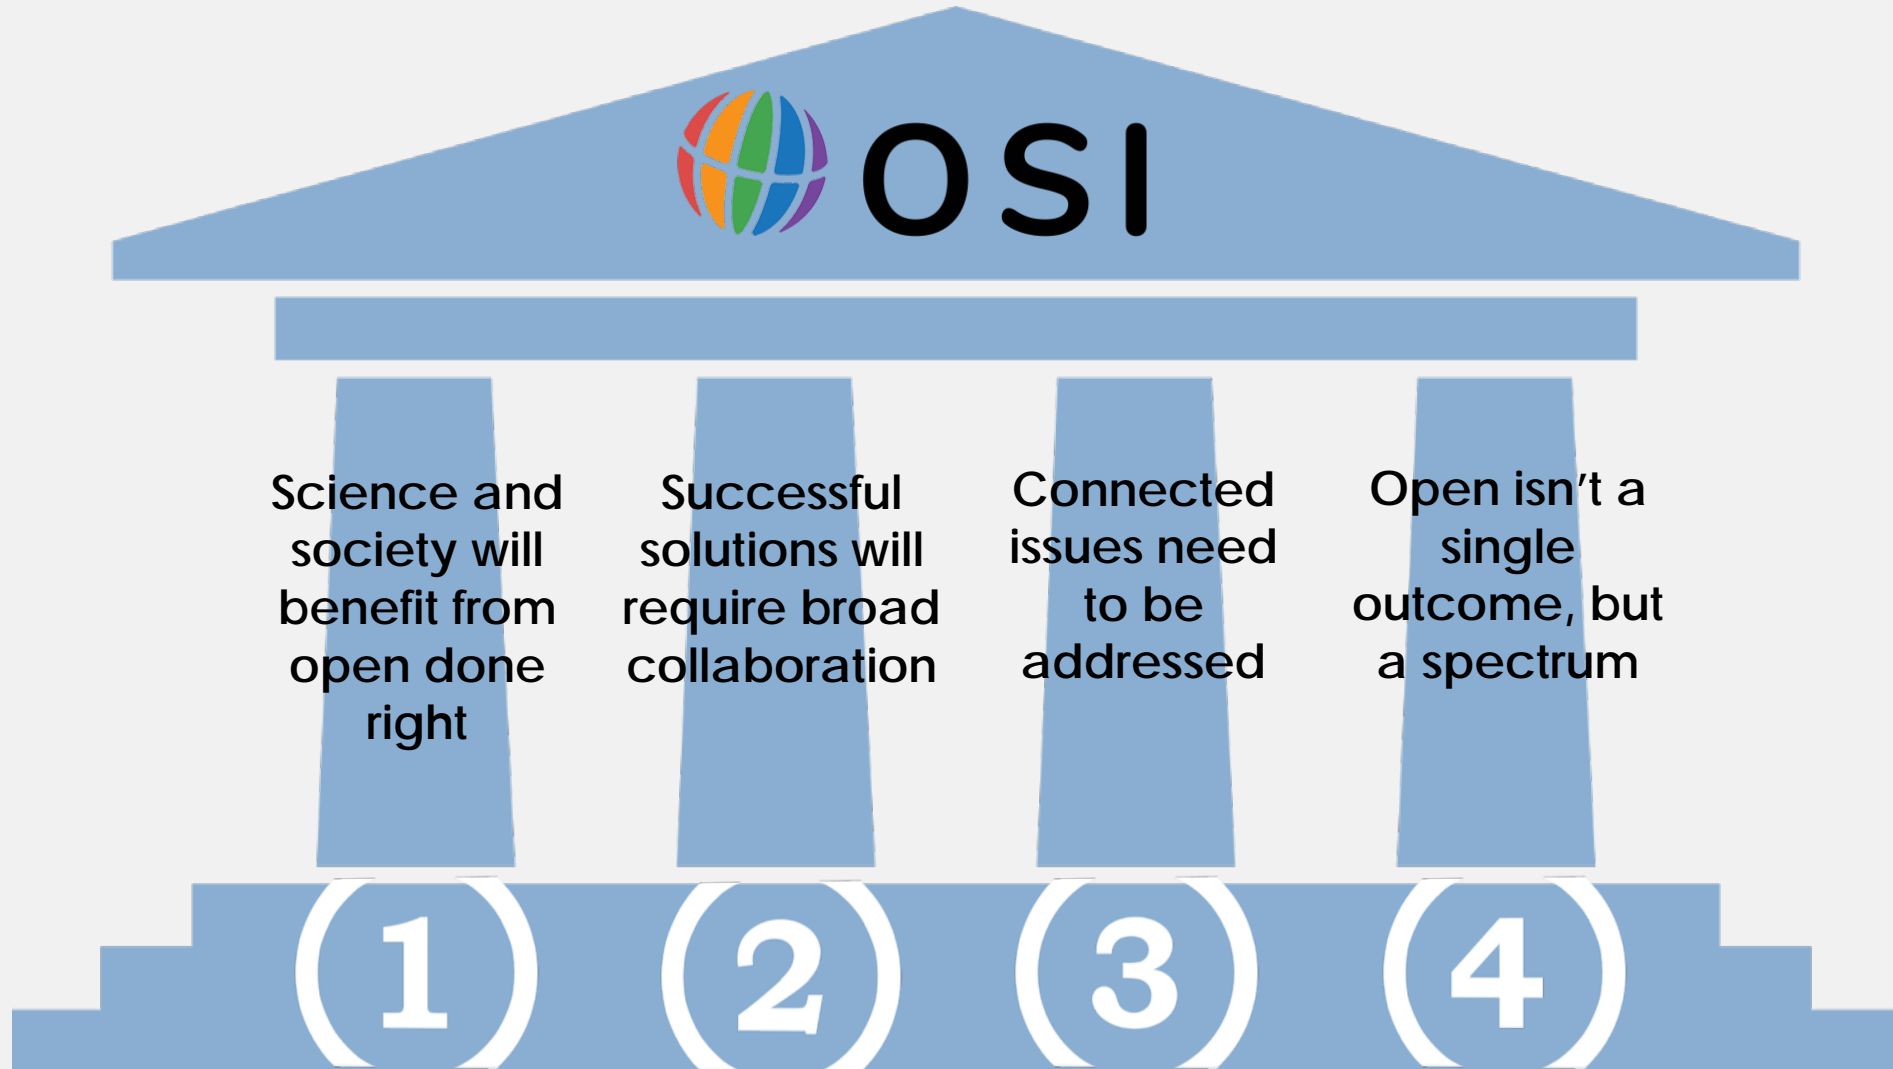 OSI
Science and
society will
benefit from
open done
right
Successful
solutions will
require broad
collaboration
Connected
issues need
to be
addressed
Open isn’t a
single
outcome, but
a spectrum
1
2
3
4